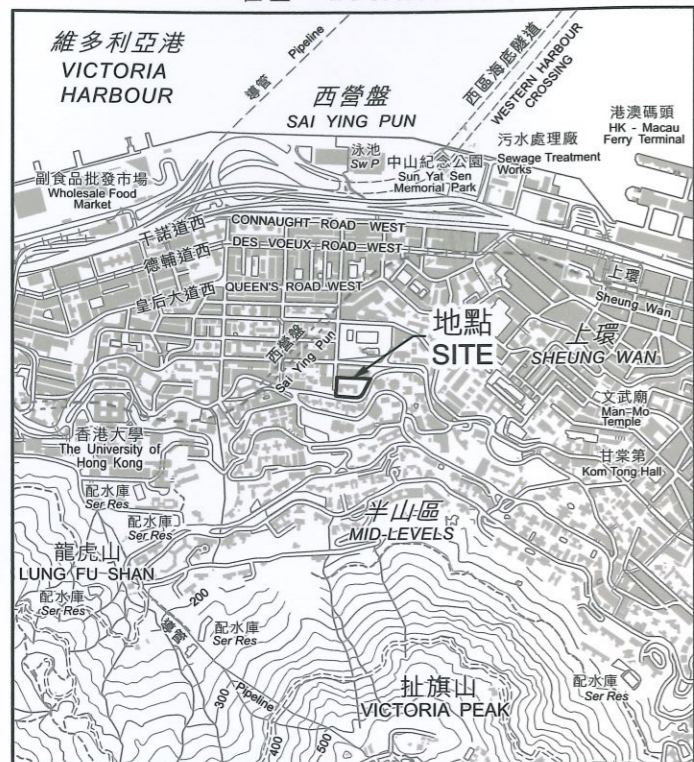 維多利亞港
VICTORIA
HARBOUR
導管
Pipeline
西區海底隧道
WESTERN HARBOUR
CROSSING
西營盤
SAI YING PUN
港澳碼頭
HK - Macau
Ferry Terminal
泳池
Sw P
中山紀念公園
Sun Yat Sen
Memorial Park
污水處理廠
Sewage Treatment
Works
副食品批發市場
Wholesale Food
Market
干諾道西
CONNAUGHT ROAD WEST
德輔道西
DES VOEUX ROAD WEST
皇后大道西
QUEEN'S ROAD WEST
上環
Sheung Wan
西營盤
Sai Ying Pun
地點
SITE
上環
SHEUNG WAN
文武廟
Man-Mo
Temple
香港大學
The University of
Hong Kong
甘棠第
Kom Tong Hall
配水庫
Ser Res
配水庫
Ser Res
半山區
MID-LEVELS
龍虎山
LUNG FU SHAN
配水庫
Ser Res
200
導管
配水庫
Ser Res
扯旗山
VICTORIA PEAK
配水庫
Ser Res
Pipeline
300
400
500